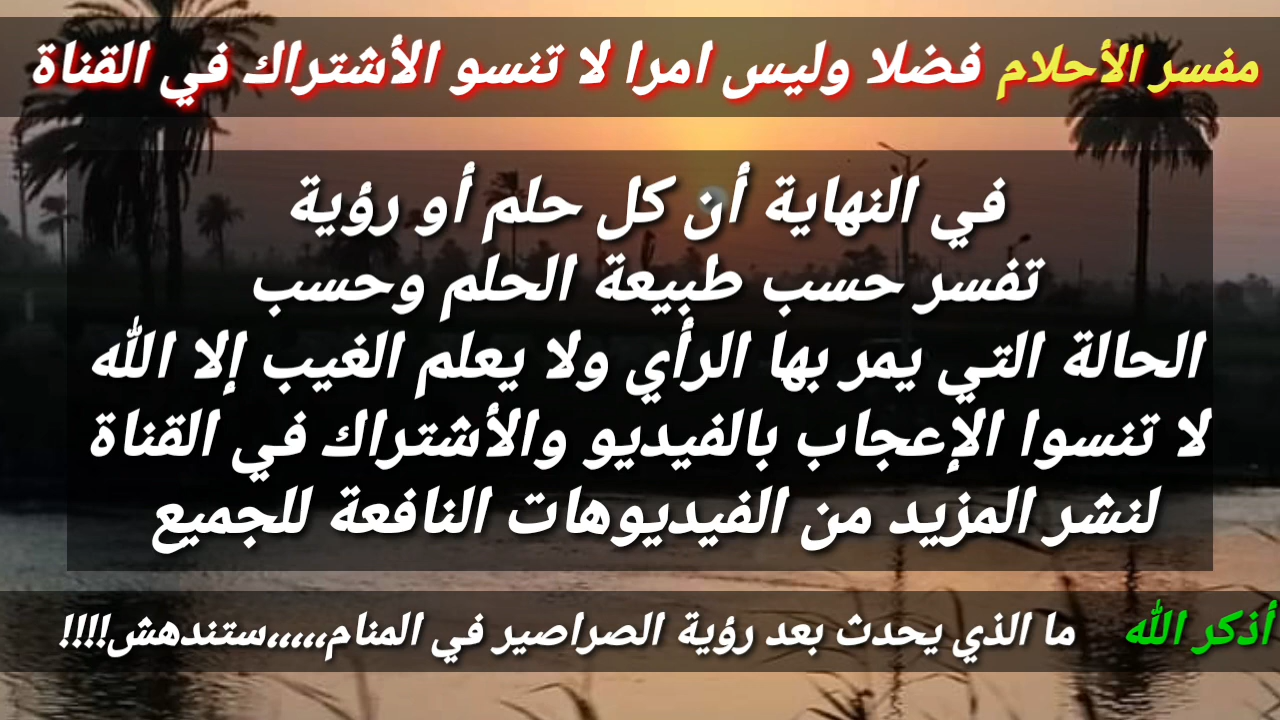 مفسر الأحلام فضلا وليس امرا لا تنسو الأشتراك في القناة
في النهاية أن كل حلم أو رؤية
تفسر حسب طبيعة الحلم وحسب
الحالة التي يمر بها الرأي ولا يعلم الغيب إلا الله
لا تنسوا الإعجاب بالفيديو والأشتراك في القناة
لنشر المزيد من الفيديوهات النافعة للجميع
أذكر الله ما الذي يحدث بعد رؤية الصراصير في المنام،،،،،ستندهش!!!!